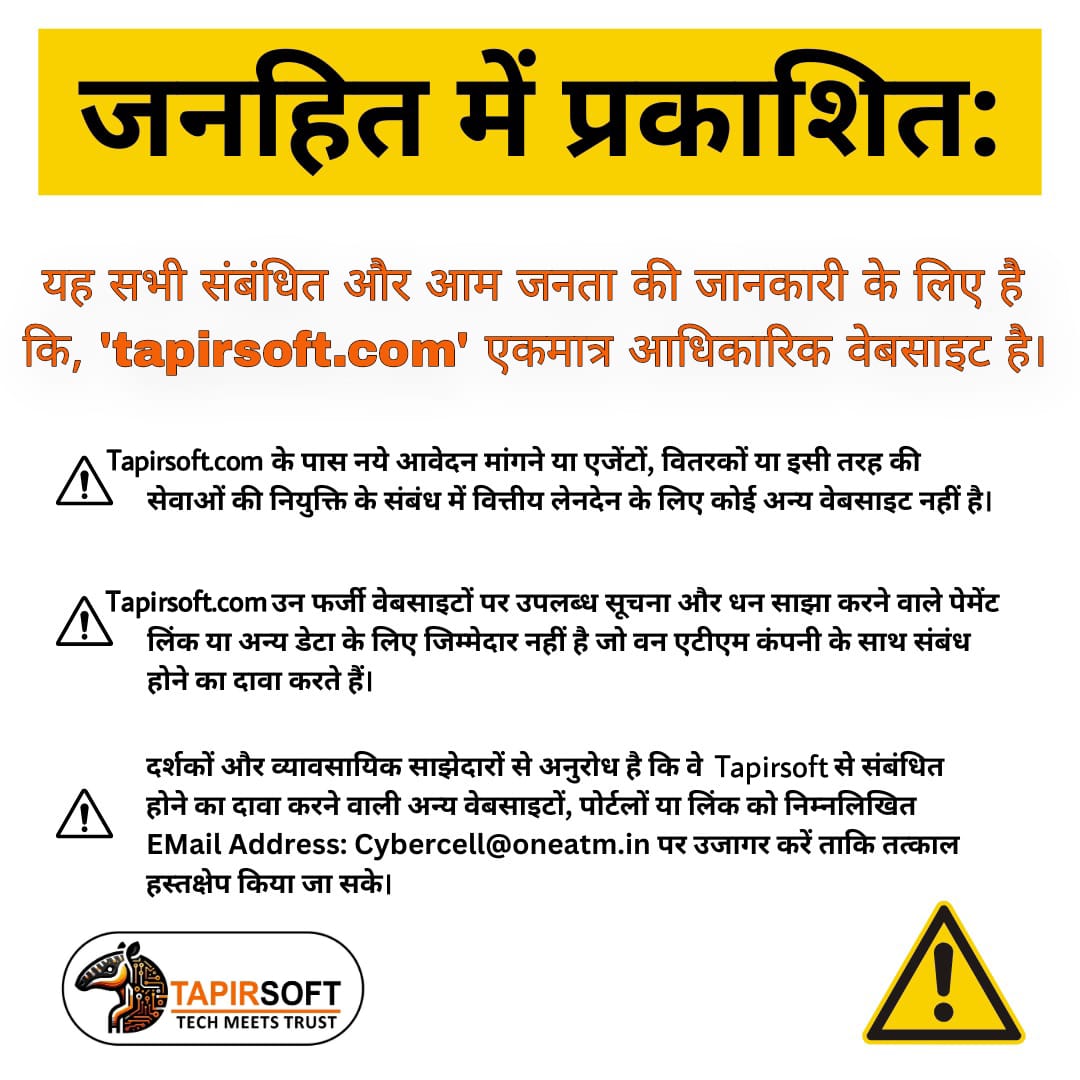 जनहित में प्रकाशित:
यह सभी संबंधित और आम जनता की जानकारी के लिए है
कि, 'tapirsoft.com' एकमात्र आधिकारिक वेबसाइट है।
Tapirsoft.com के पास नये आवेदन मांगने या एजेंटों, वितरकों या इसी तरह की
सेवाओं की नियुक्ति के संबंध में वित्तीय लेनदेन के लिए कोई अन्य वेबसाइट नहीं है।
Tapirsoft.com उन फर्जी वेबसाइटों पर उपलब्ध सूचना और धन साझा करने वाले पेमेंट
लिंक या अन्य डेटा के लिए जिम्मेदार नहीं है जो वन एटीएम कंपनी के साथ संबंध
होने का दावा करते हैं।
दर्शकों और व्यावसायिक साझेदारों से अनुरोध है कि वे Tapirsoft से संबंधित
होने का दावा करने वाली अन्य वेबसाइटों, पोर्टलों या लिंक को निम्नलिखित
EMail Address: Cybercell@oneatm.in पर उजागर करें ताकि तत्काल
हस्तक्षेप किया जा सके।
TAPIRSOFT
TECH MEETS TRUST